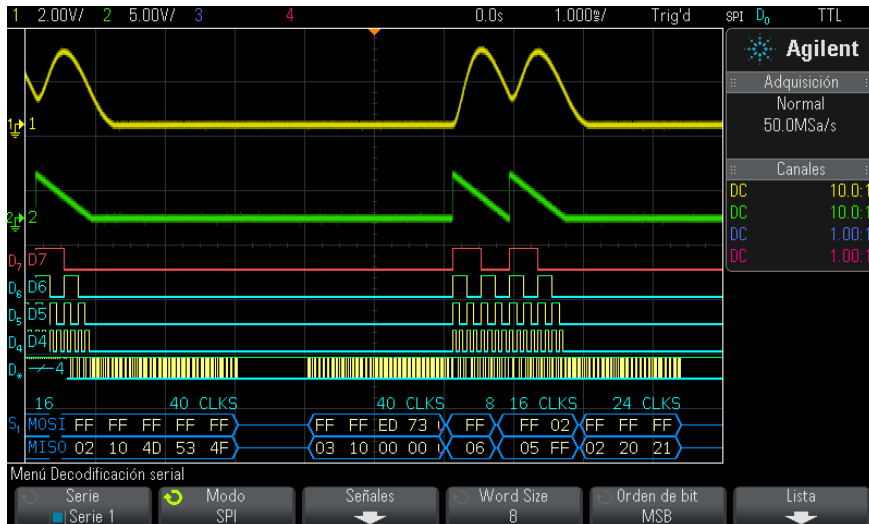 1 2.00V/ 2 5.00V/ 3 4 0.0s 1.000s/ Trig'd SPI D0 TTL
Agilent
Adquisición
Normal
50.0MSa/s
Canales
DC 10.0:1
DC 10.0:1
DC 1.00:1
DC 1.00:1
1 1
2 2
D7 D7
D6 D6
D5 D5
D4 D4
D* 4
16 40 CLKS 40 CLKS 8 16 CLKS 24 CLKS
S1 MOSI FF FF FF FF FF FF FF ED 73 FF FF 02 FF FF FF
MISO 02 10 4D 53 4F 03 10 00 00 06 05 FF 02 20 21
Menú Decodificación serial
Serie Modo Señales Word Size Orden de bit Lista
Serie 1 SPI 8 MSB